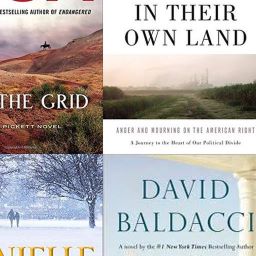 BESTSELLING AUTHOR OF ENDANGERED
THE GRID
PICKETT NOVEL
IN THEIR
OWN LAND
ANGER AND MOURNING ON THE AMERICAN RIGHT
A Journey to the Heart of Our Political Divide
NIELLE
DAVID
BALDACCI
A novel by the #1 New York Times Bestselling Author